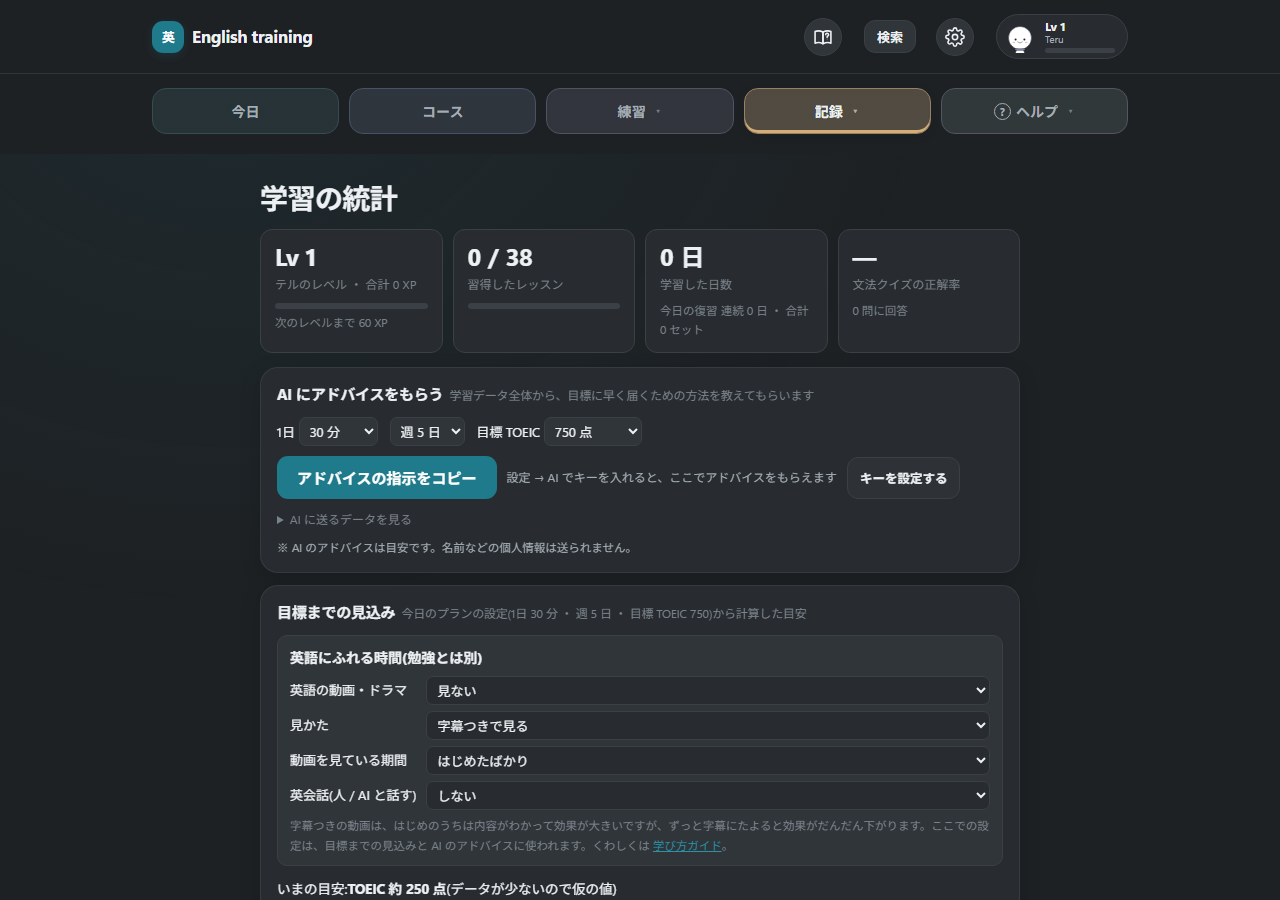 英 English training
検索
Lv 1
Teru
今日
コース
練習
記録
? ヘルプ
学習の統計
Lv 1
テルのレベル ・ 合計 0 XP
次のレベルまで 60 XP
0 / 38
習得したレッスン
0 日
学習した日数
今日の復習 連続 0 日 ・ 合計
0 セット
—
文法クイズの正解率
0 問に回答
AI にアドバイスをもらう 学習データ全体から、目標に早く届くための方法を教えてもらいます
1日 30 分 週 5 日 目標 TOEIC 750 点
アドバイスの指示をコピー 設定 → AI でキーを入れると、ここでアドバイスをもらえます キーを設定する
▶ AI に送るデータを見る
※ AI のアドバイスは目安です。名前などの個人情報は送られません。
目標までの見込み 今日のプランの設定(1日 30 分 ・ 週 5 日 ・ 目標 TOEIC 750)から計算した目安
英語にふれる時間(勉強とは別)
英語の動画・ドラマ 見ない
見かた 字幕つきで見る
動画を見ている期間 はじめたばかり
英会話(人 / AI と話す) しない
字幕つきの動画は、はじめのうちは内容がわかって効果が大きいですが、ずっと字幕にたよると効果がだんだん下がります。ここでの設
定は、目標までの見込みと AI のアドバイスに使われます。くわしくは 学び方ガイド。
いまの目安:TOEIC 約 250 点(データが少ないので仮の値)